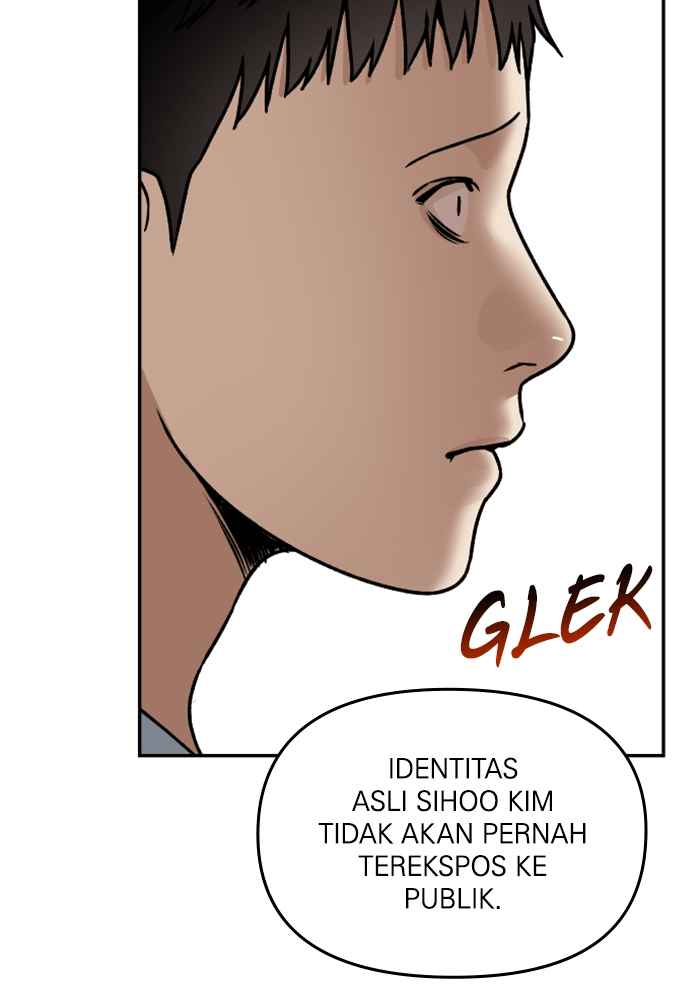 GLEK
IDENTITAS
ASLI SIHOO KIM
TIDAK AKAN PERNAH
TEREKSPOS KE
PUBLIK.